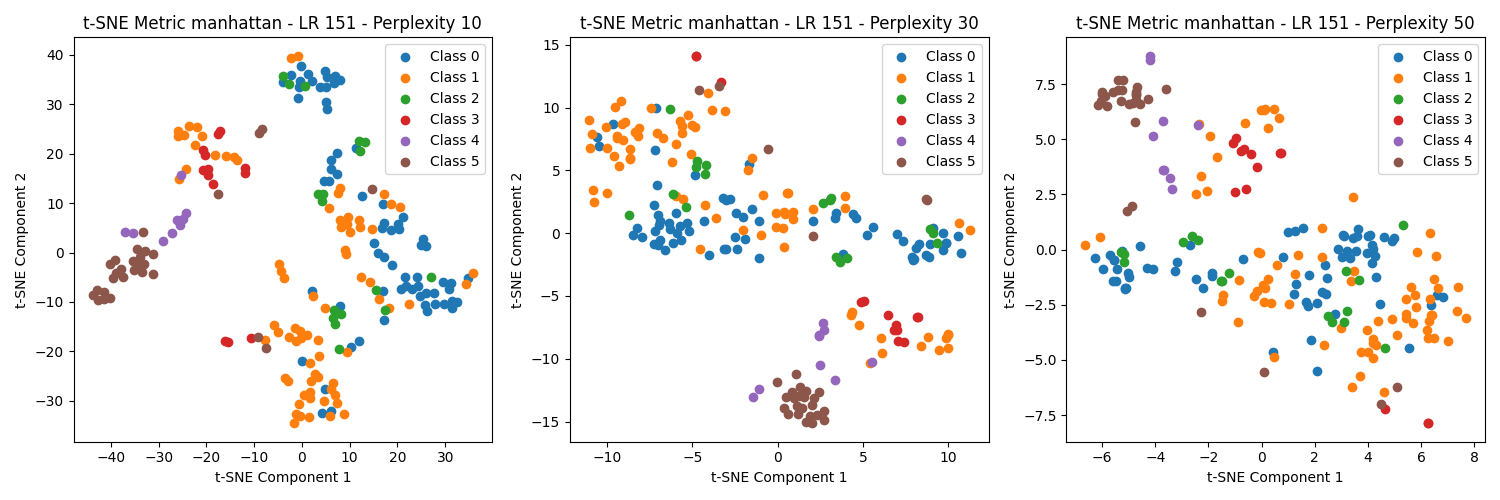 t-SNE Metric manhattan - LR 151 - Perplexity 10
40
30
20
10
0
−10
−20
−30
−40
−30
−20
−10
0
10
20
30
t-SNE Component 2
t-SNE Component 1
Class 0
Class 1
Class 2
Class 3
Class 4
Class 5
t-SNE Metric manhattan - LR 151 - Perplexity 30
15
10
5
0
−5
−10
−15
−10
−5
0
5
10
t-SNE Component 2
t-SNE Component 1
Class 0
Class 1
Class 2
Class 3
Class 4
Class 5
t-SNE Metric manhattan - LR 151 - Perplexity 50
7.5
5.0
2.5
0.0
−2.5
−5.0
−7.5
−6
−4
−2
0
2
4
6
8
t-SNE Component 2
t-SNE Component 1
Class 0
Class 1
Class 2
Class 3
Class 4
Class 5